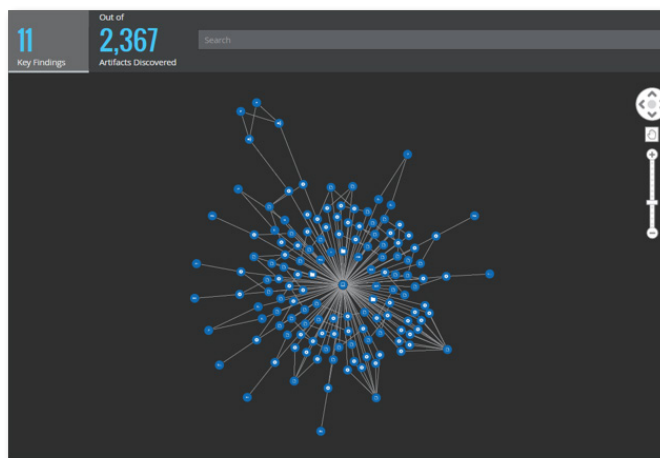 11
Key Findings
Out of
2,367
Artifacts Discovered
Search